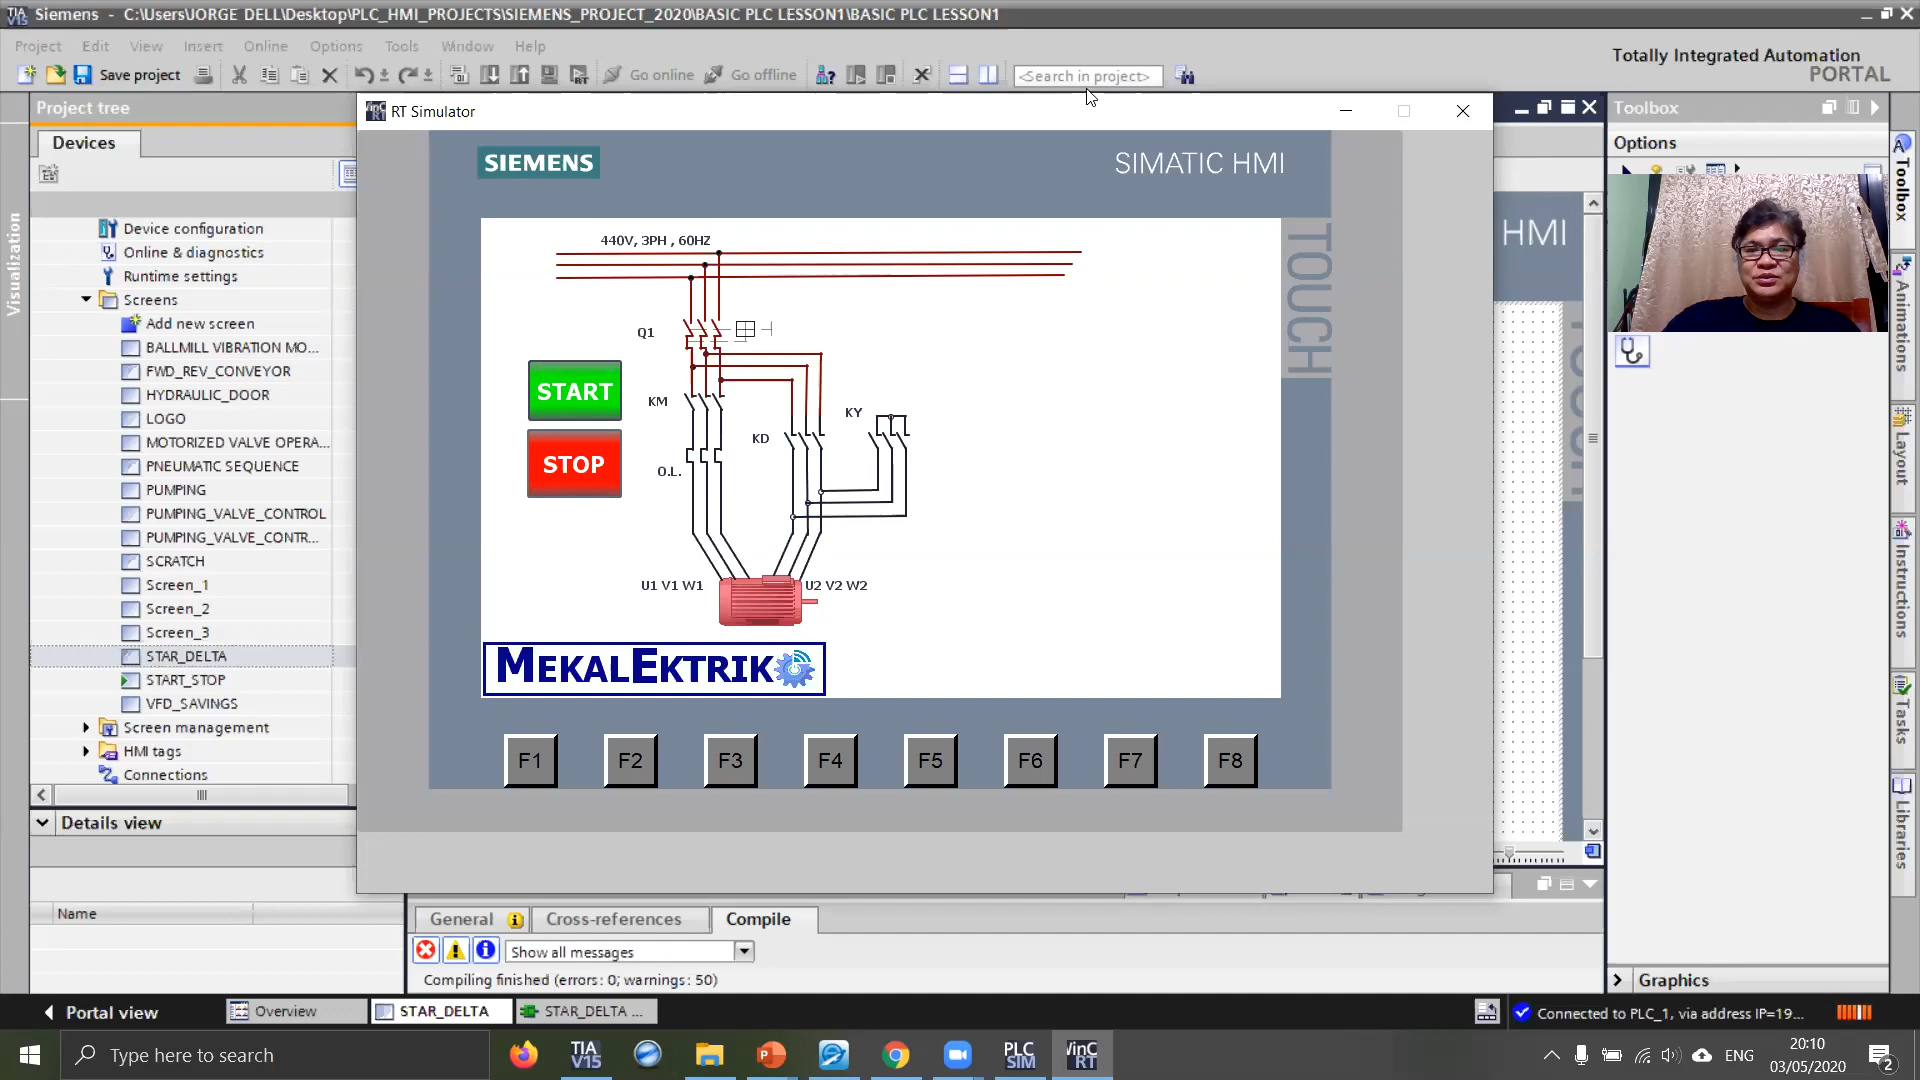 Siemens - C:\Users\JORGE DELL\Desktop\PLC_HMI_PROJECTS\SIEMENS_PROJECT_2020\BASIC PLC LESSON1\BASIC PLC LESSON1
Project Edit View Insert Online Options Tools Window Help
Totally Integrated Automation
PORTAL
Save project
Go online
Go offline
<Search in project>
Project tree
Devices
Visualization
Device configuration
Online & diagnostics
Runtime settings
Screens
Add new screen
BALLMILL VIBRATION MO...
FWD_REV_CONVEYOR
HYDRAULIC_DOOR
LOGO
MOTORIZED VALVE OPERA...
PNEUMATIC SEQUENCE
PUMPING
PUMPING_VALVE_CONTROL
PUMPING_VALVE_CONTR...
SCRATCH
Screen_1
Screen_2
Screen_3
STAR_DELTA
START_STOP
VFD_SAVINGS
Screen management
HMI tags
Connections
Details view
Name
RT Simulator
SIEMENS
SIMATIC HMI
TOUCH
440V, 3PH , 60HZ
Q1
START
STOP
KM
KD
KY
O.L.
U1 V1 W1
U2 V2 W2
MEKALEKTRIK
F1 F2 F3 F4 F5 F6 F7 F8
HMI
Toolbox
Options
Toolbox
Animations
Layout
Instructions
Tasks
Libraries
Graphics
General
Cross-references
Compile
Show all messages
Compiling finished (errors: 0; warnings: 50)
Portal view
Overview
STAR_DELTA
STAR_DELTA ...
Connected to PLC_1, via address IP=19...
Type here to search
TIA
V15
PLC
SIM
WinC
RT
ENG
20:10
03/05/2020
2